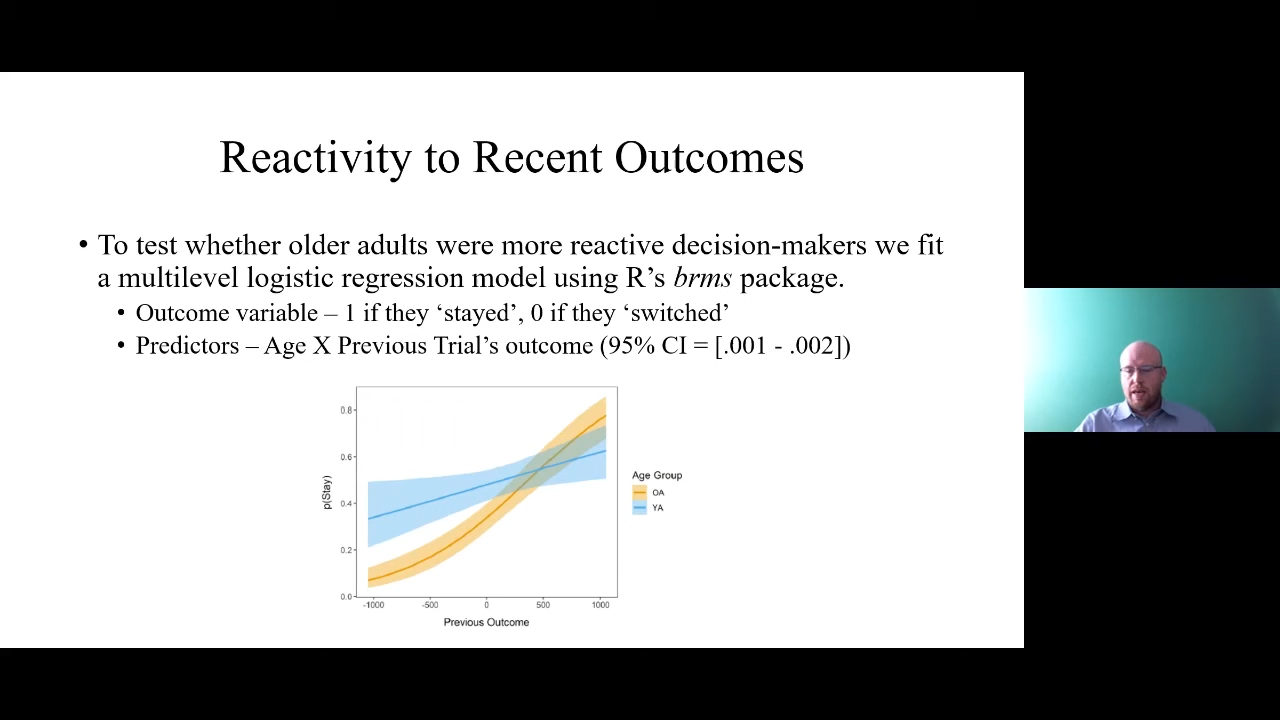 Reactivity to Recent Outcomes
• To test whether older adults were more reactive decision-makers we fit
a multilevel logistic regression model using R’s brms package.
• Outcome variable – 1 if they ‘stayed’, 0 if they ‘switched’
• Predictors – Age X Previous Trial’s outcome (95% CI = [.001 - .002])
p(Stay)
0.8
0.6
0.4
0.2
0.0
-1000 -500 0 500 1000
Previous Outcome
Age Group
OA
YA